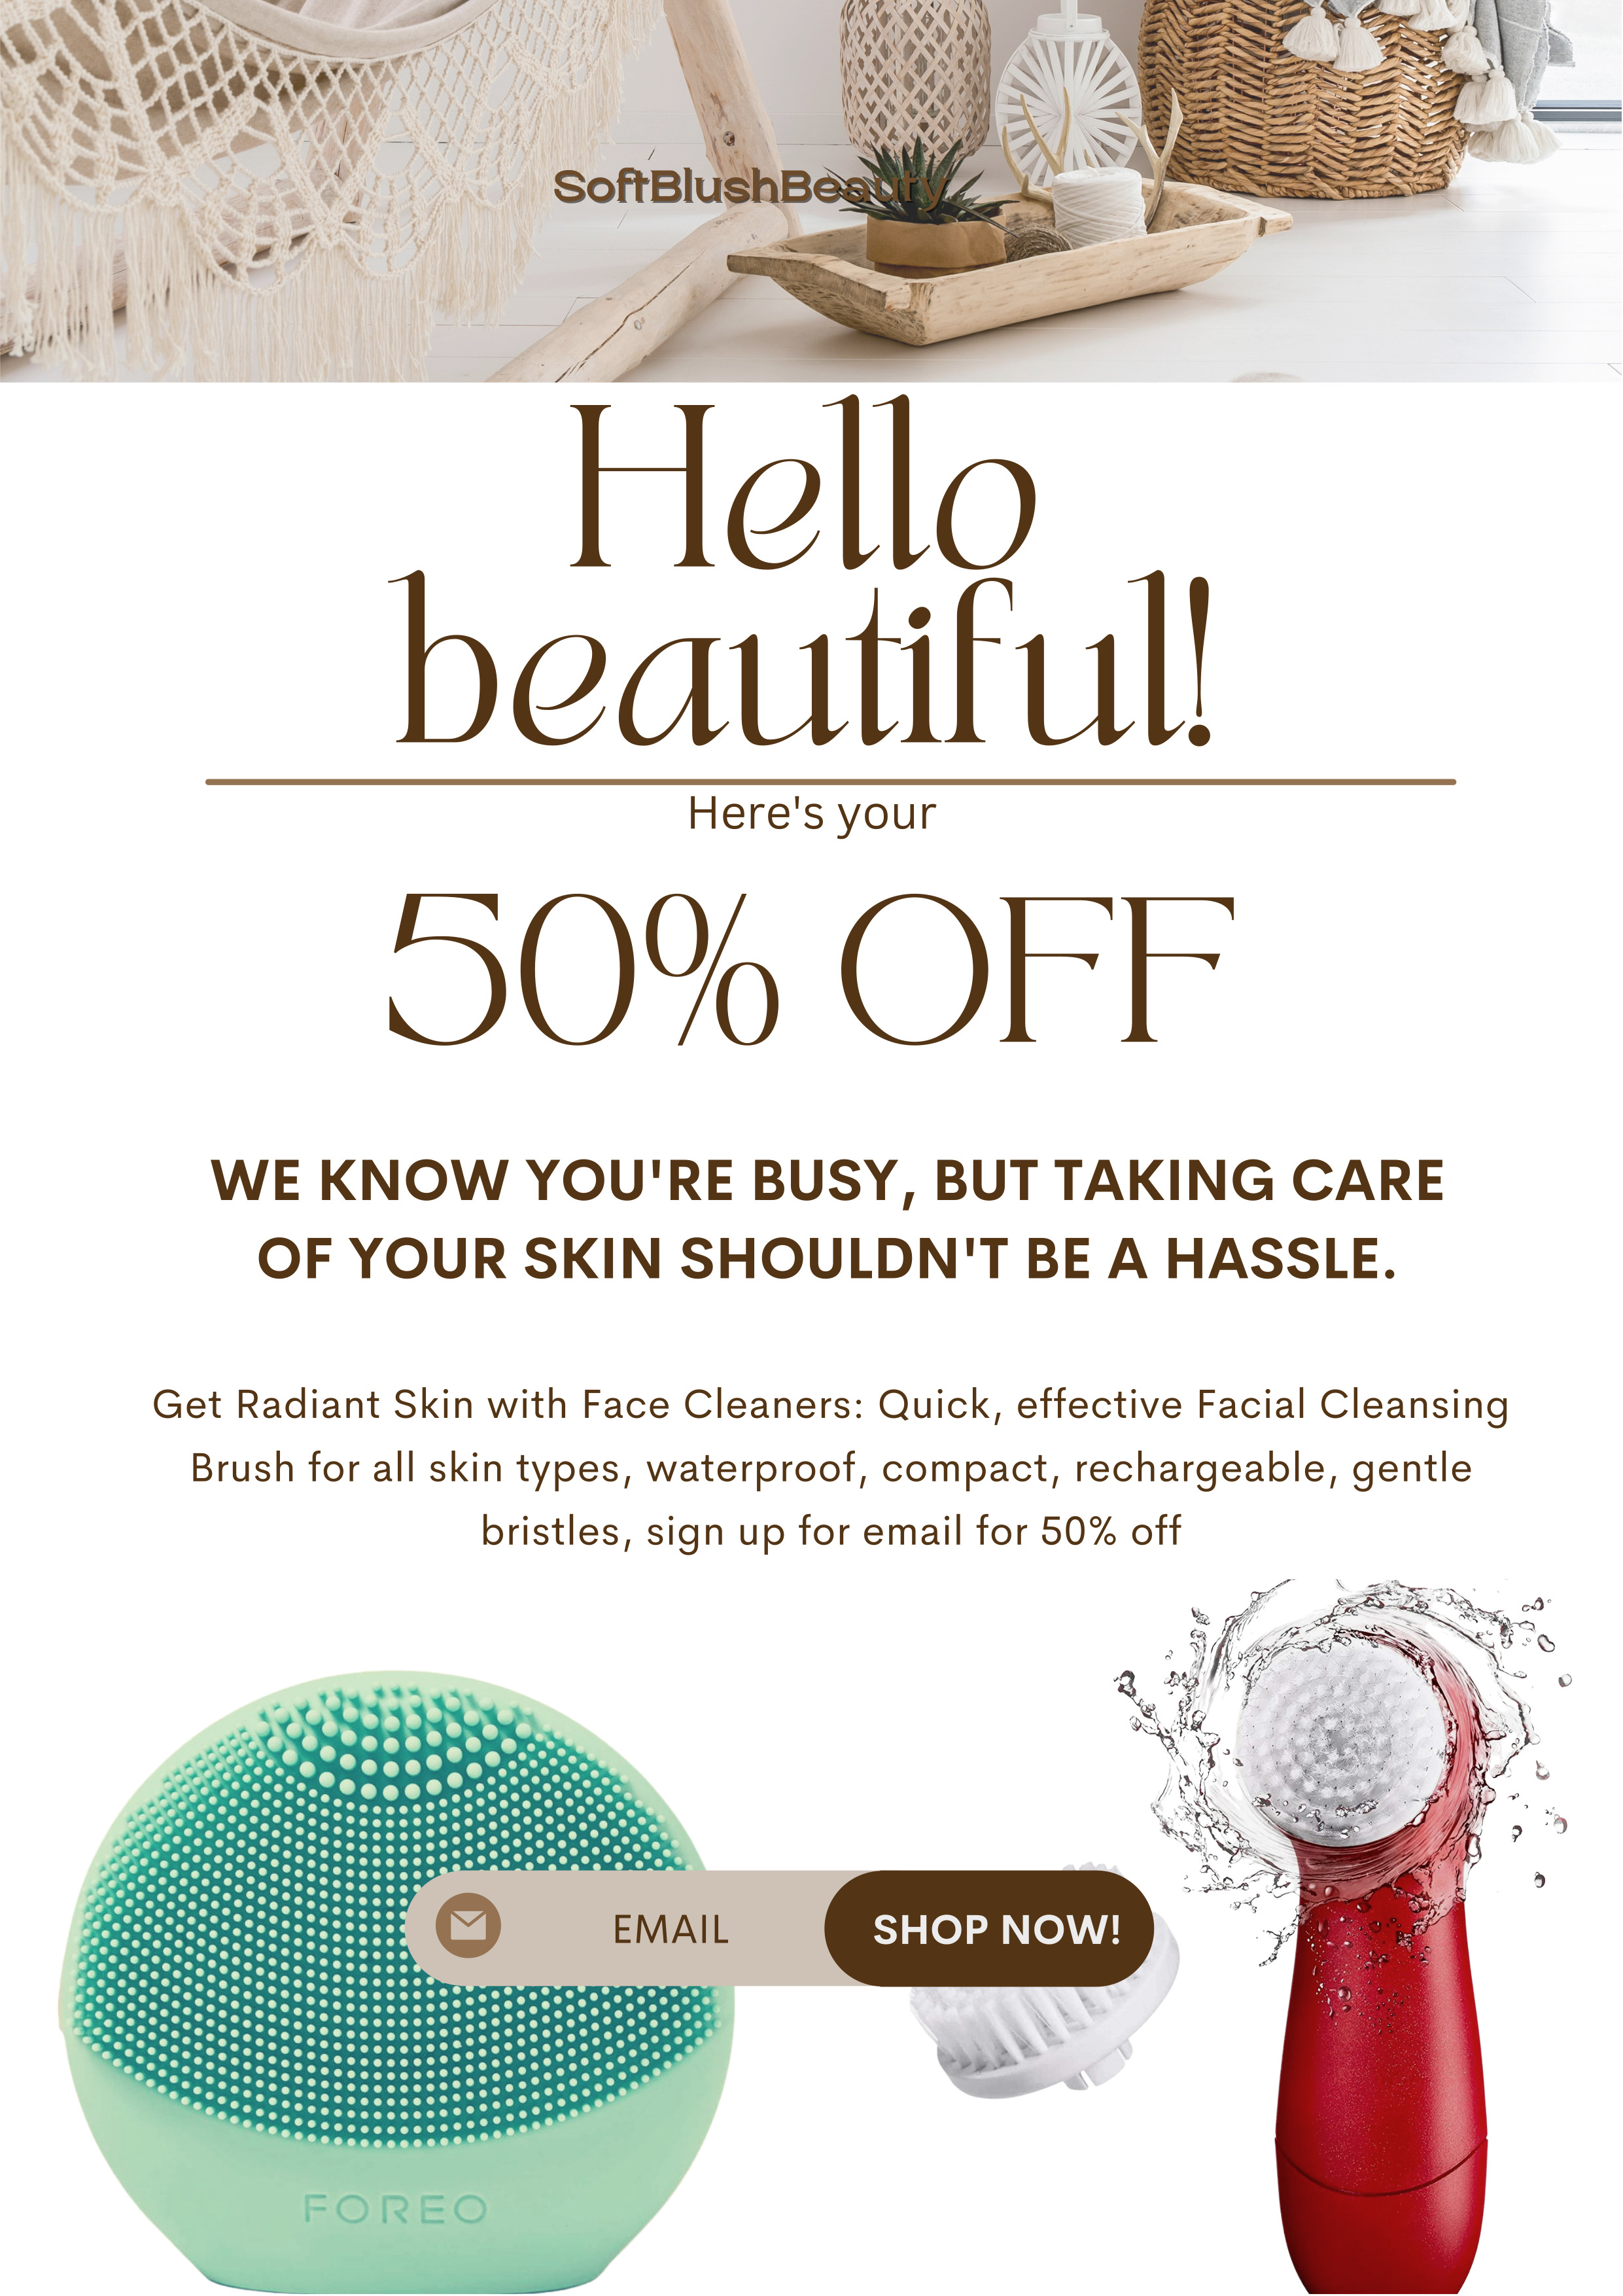 SoftBlushBeauty
Hello
beautiful!
Here's your
50% OFF
WE KNOW YOU'RE BUSY, BUT TAKING CARE
OF YOUR SKIN SHOULDN'T BE A HASSLE.
Get Radiant Skin with Face Cleaners: Quick, effective Facial Cleansing
Brush for all skin types, waterproof, compact, rechargeable, gentle
bristles, sign up for email for 50% off
EMAIL
SHOP NOW!
FOREO